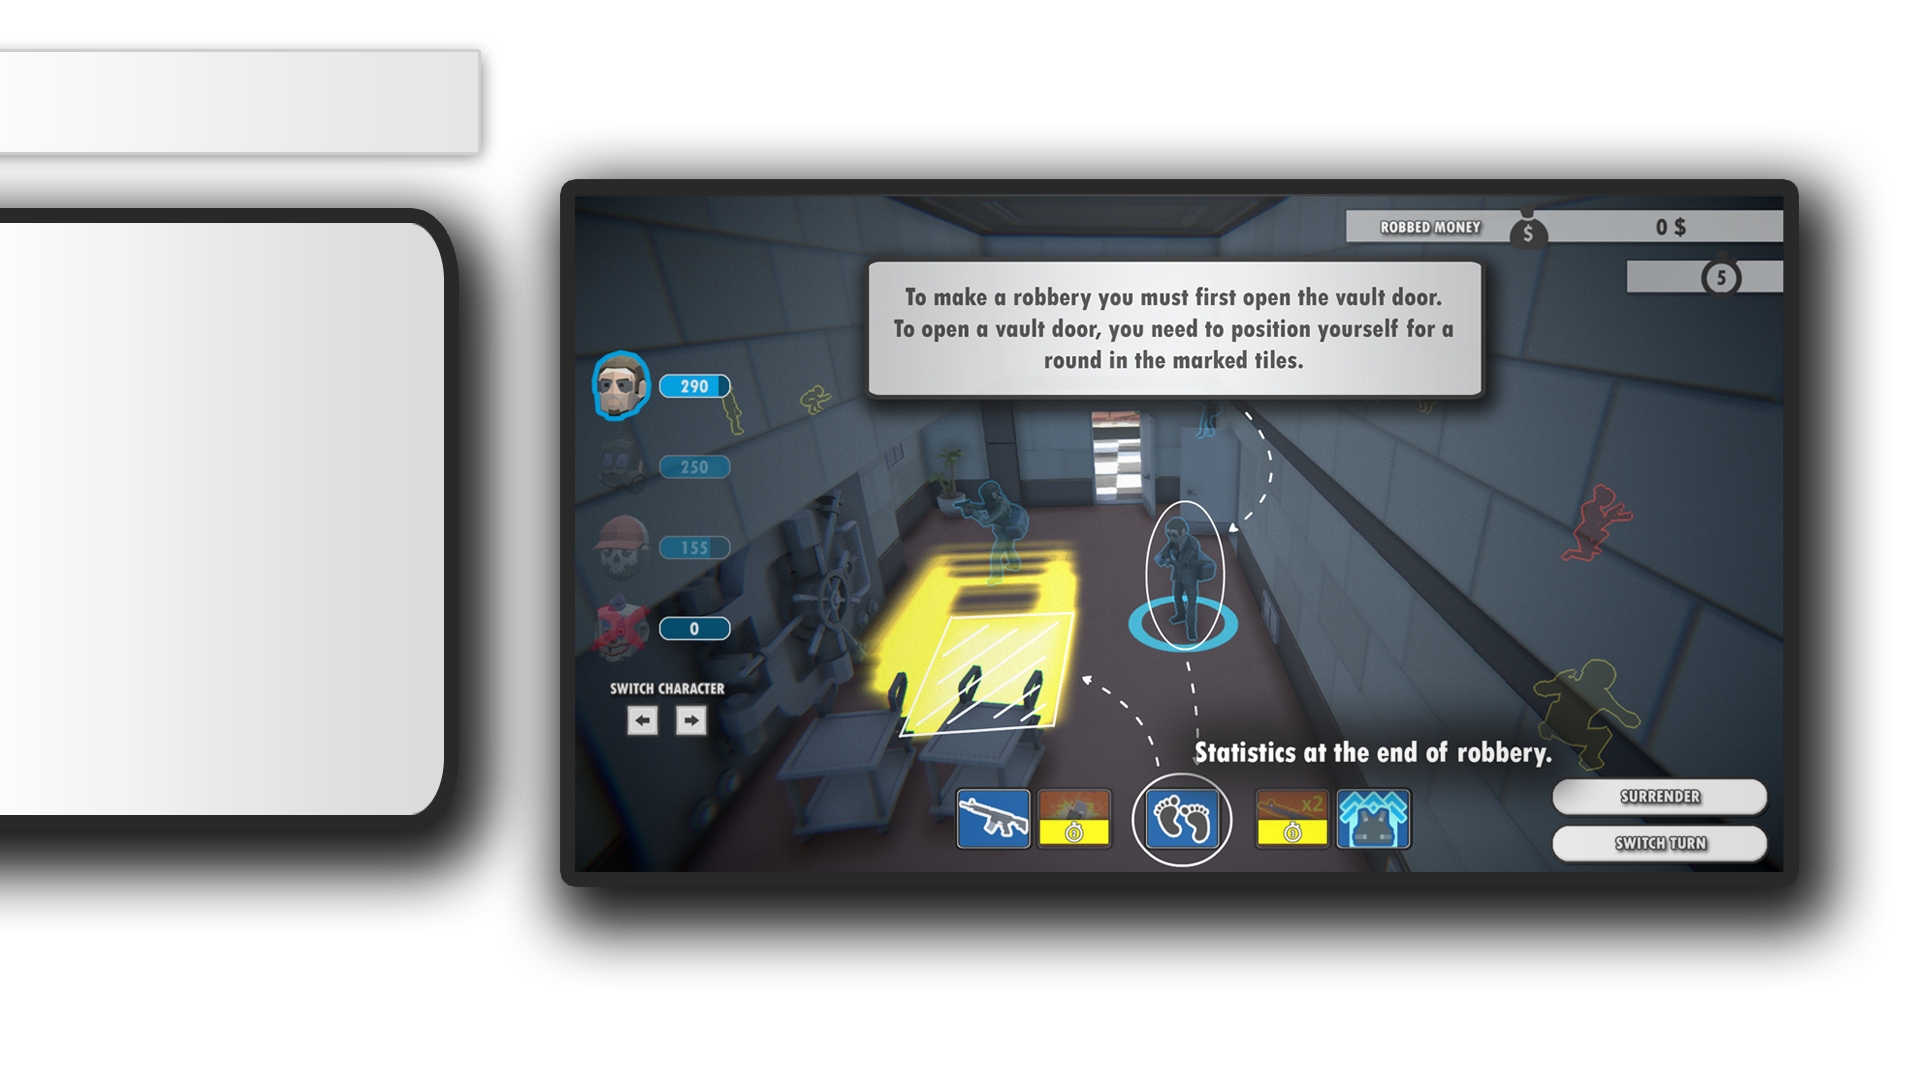 ROBBED MONEY
$
0 $
5
To make a robbery you must first open the vault door.
To open a vault door, you need to position yourself for a
round in the marked tiles.
290
250
155
0
SWITCH CHARACTER
Statistics at the end of robbery.
x2
SURRENDER
SWITCH TURN